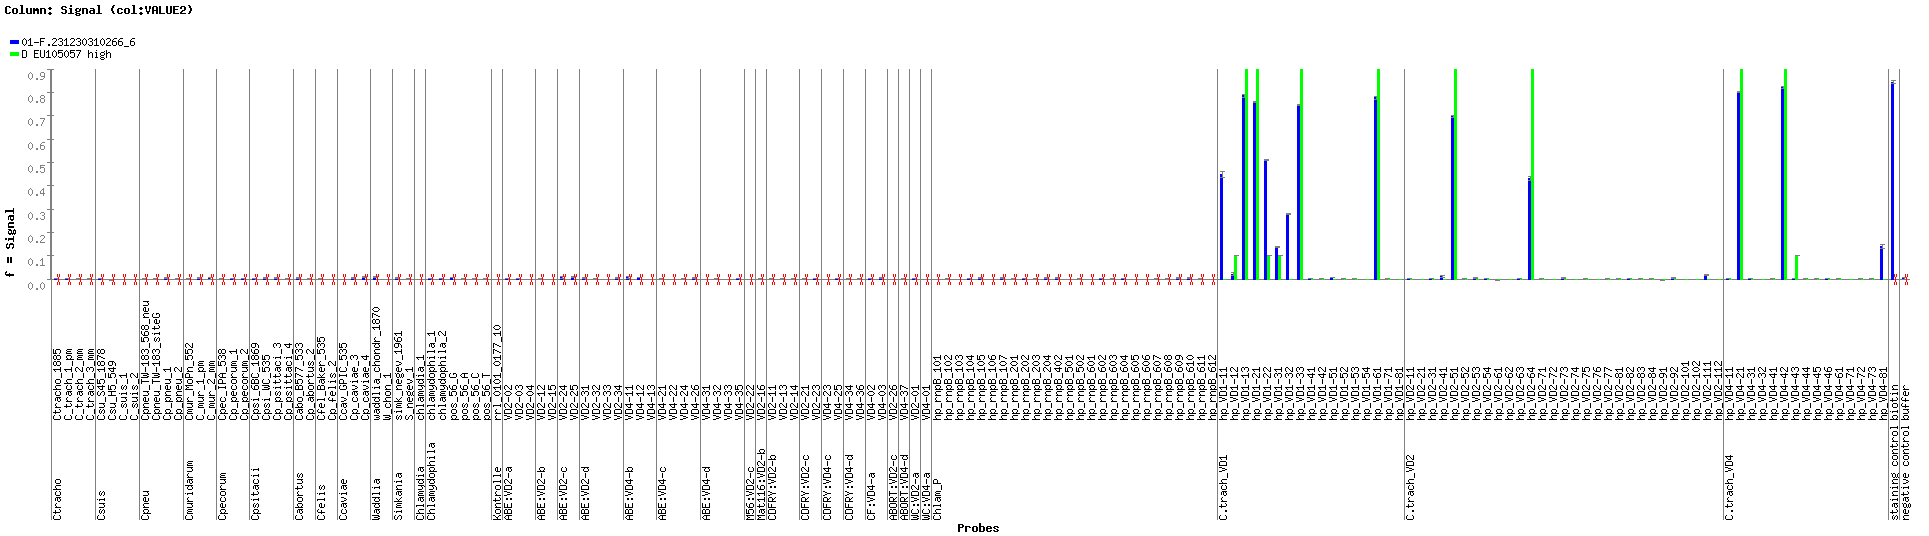 Column: Signal (col:VALUE2)
01-F.231230310266_6
D EU105057 high
0.9
0.8
0.7
0.6
0.5
0.4
0.3
0.2
0.1
0.0
f = Signal
Ctracho_1885
C_trach_1_pm
C_trach_2_mm
C_trach_3_mm
Csu_S45_1878
Csu_H5_549
C_suis_1
C_suis_2
Cpneu_TW-183_568_neu
Cpneu_TW-183_siteG
Cp_pneu_1
Cp_pneu_2
Cmur_MoPn_552
C_mur_1_pm
C_mur_2_mm
Cpec_TPA_538
Cp_pecorum_1
Cp_pecorum_2
Cpsi_6BC_1869
Cpsi_WC_535
Cp_psittaci_3
Cp_psittaci_4
Cabo_B577_533
Cp_abortus_2
Cfe_Baker_535
Cp_felis_2
Ccav_GPIC_535
Cp_caviae_3
Cp_caviae_4
waddlia_chondr_1870
W_chon_1
simk_negev_1961
S_negev_1
chlamydia_1
chlamydophila_1
chlamydophila_2
pos_56_G
pos_56_A
pos_56_C
pos_56_T
rrl_0101_0177_10
VD2-02
VD2-03
VD2-04
VD2-12
VD2-15
VD2-24
VD2-25
VD2-31
VD2-32
VD2-33
VD2-34
VD4-11
VD4-12
VD4-13
VD4-21
VD4-22
VD4-24
VD4-26
VD4-31
VD4-32
VD4-33
VD4-35
VD2-22
VD2-16
VD2-11
VD2-13
VD2-14
VD2-21
VD2-23
VD4-23
VD4-25
VD4-34
VD4-36
VD4-02
VD4-03
VD2-26
VD4-37
VD2-01
VD4-01
hp_rnpB_101
hp_rnpB_102
hp_rnpB_103
hp_rnpB_104
hp_rnpB_105
hp_rnpB_106
hp_rnpB_107
hp_rnpB_201
hp_rnpB_202
hp_rnpB_203
hp_rnpB_204
hp_rnpB_402
hp_rnpB_501
hp_rnpB_502
hp_rnpB_601
hp_rnpB_602
hp_rnpB_603
hp_rnpB_604
hp_rnpB_605
hp_rnpB_606
hp_rnpB_607
hp_rnpB_608
hp_rnpB_609
hp_rnpB_610
hp_rnpB_611
hp_rnpB_612
hp_VD1-11
hp_VD1-12
hp_VD1-13
hp_VD1-21
hp_VD1-22
hp_VD1-31
hp_VD1-32
hp_VD1-33
hp_VD1-41
hp_VD1-42
hp_VD1-51
hp_VD1-52
hp_VD1-53
hp_VD1-54
hp_VD1-61
hp_VD1-71
hp_VD1-81
hp_VD2-11
hp_VD2-21
hp_VD2-31
hp_VD2-41
hp_VD2-51
hp_VD2-52
hp_VD2-53
hp_VD2-54
hp_VD2-61
hp_VD2-62
hp_VD2-63
hp_VD2-64
hp_VD2-71
hp_VD2-72
hp_VD2-73
hp_VD2-74
hp_VD2-75
hp_VD2-76
hp_VD2-77
hp_VD2-81
hp_VD2-82
hp_VD2-83
hp_VD2-84
hp_VD2-91
hp_VD2-92
hp_VD2-101
hp_VD2-102
hp_VD2-111
hp_VD2-112
hp_VD4-11
hp_VD4-21
hp_VD4-31
hp_VD4-32
hp_VD4-41
hp_VD4-42
hp_VD4-43
hp_VD4-44
hp_VD4-45
hp_VD4-46
hp_VD4-61
hp_VD4-71
hp_VD4-72
hp_VD4-73
hp_VD4-81
staining control biotin
negative control buffer
Ctracho
Csuis
Cpneu
Cmuridarum
Cpecorum
Cpsitacii
Cabortus
Cfelis
Ccaviae
Waddlia
Simkania
Chlamydia
Chlamydophila
Kontrolle
ABE:VD2-a
ABE:VD2-b
ABE:VD2-c
ABE:VD2-d
ABE:VD4-b
ABE:VD4-c
ABE:VD4-d
M56:VD2-c
Mat116:VD2-b
CDFRY:VD2-b
CDFRY:VD2-c
CDFRY:VD4-c
CDFRY:VD4-d
CF:VD4-a
ABORT:VD2-c
ABORT:VD4-d
WC:VD2-a
WC:VD4-a
Chlam_P
C.trach_VD1
C.trach_VD2
C.trach_VD4
Probes